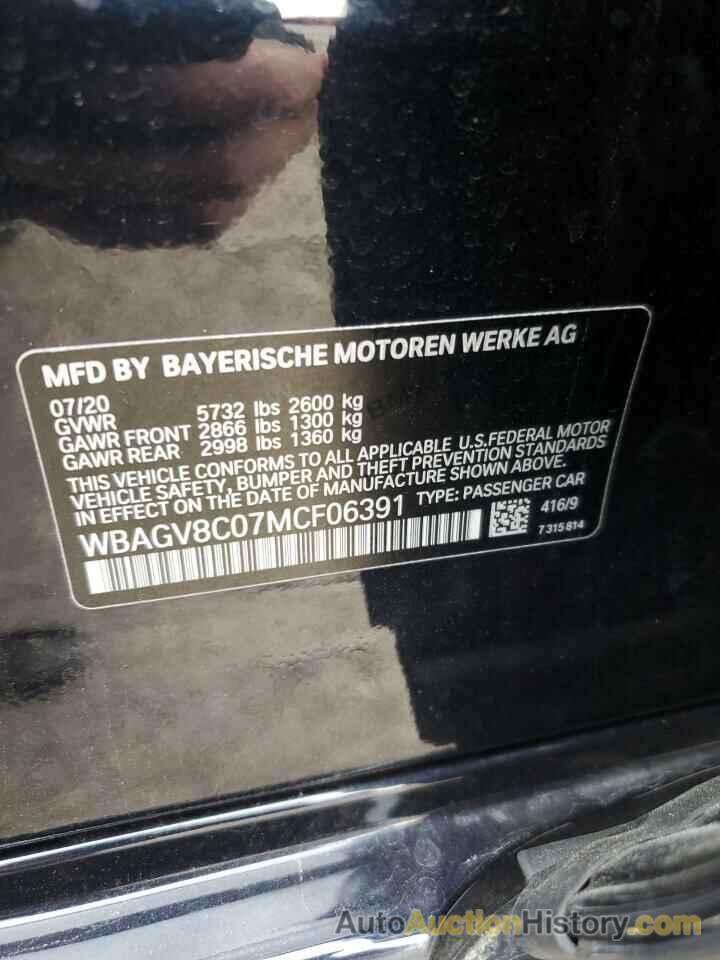 MFD BY BAYERISCHE MOTOREN WERKE AG
07/20
GVWR 5732 lbs 2600 kg
GAWR FRONT 2866 lbs 1300 kg
GAWR REAR 2998 lbs 1360 kg
THIS VEHICLE CONFORMS TO ALL APPLICABLE U.S.FEDERAL MOTOR
VEHICLE SAFETY, BUMPER AND THEFT PREVENTION STANDARDS
IN EFFECT ON THE DATE OF MANUFACTURE SHOWN ABOVE.
WBAGV8C07MCF06391 TYPE: PASSENGER CAR
416/9
7 315 814
AutoAuctionHistory.com